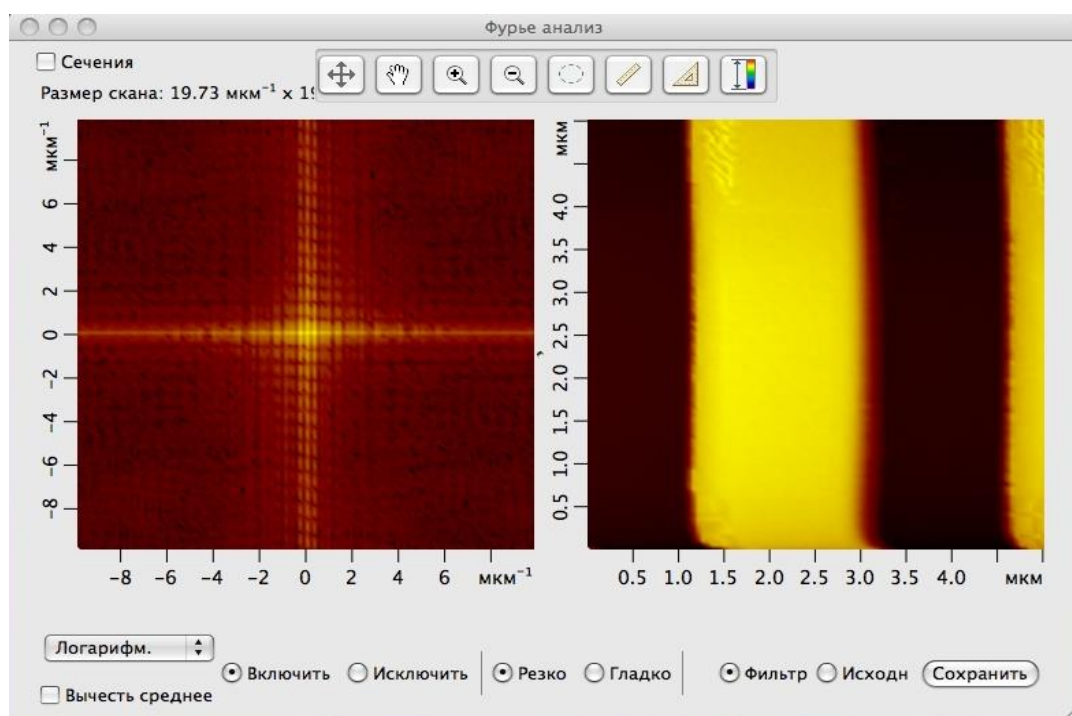 Фурье анализ
Сечения
Размер скана: 19.73 мкм⁻¹ x 19
мкм⁻¹
6
4
2
0
−2
−4
−6
−8
−8 −6 −4 −2 0 2 4 6 мкм⁻¹
мкм
4.0
3.5
3.0
2.5
2.0
1.5
1.0
0.5
0.5 1.0 1.5 2.0 2.5 3.0 3.5 4.0 мкм
Логарифм.
Включить Исключить Резко Гладко Фильтр Исходн Сохранить
Вычесть среднее